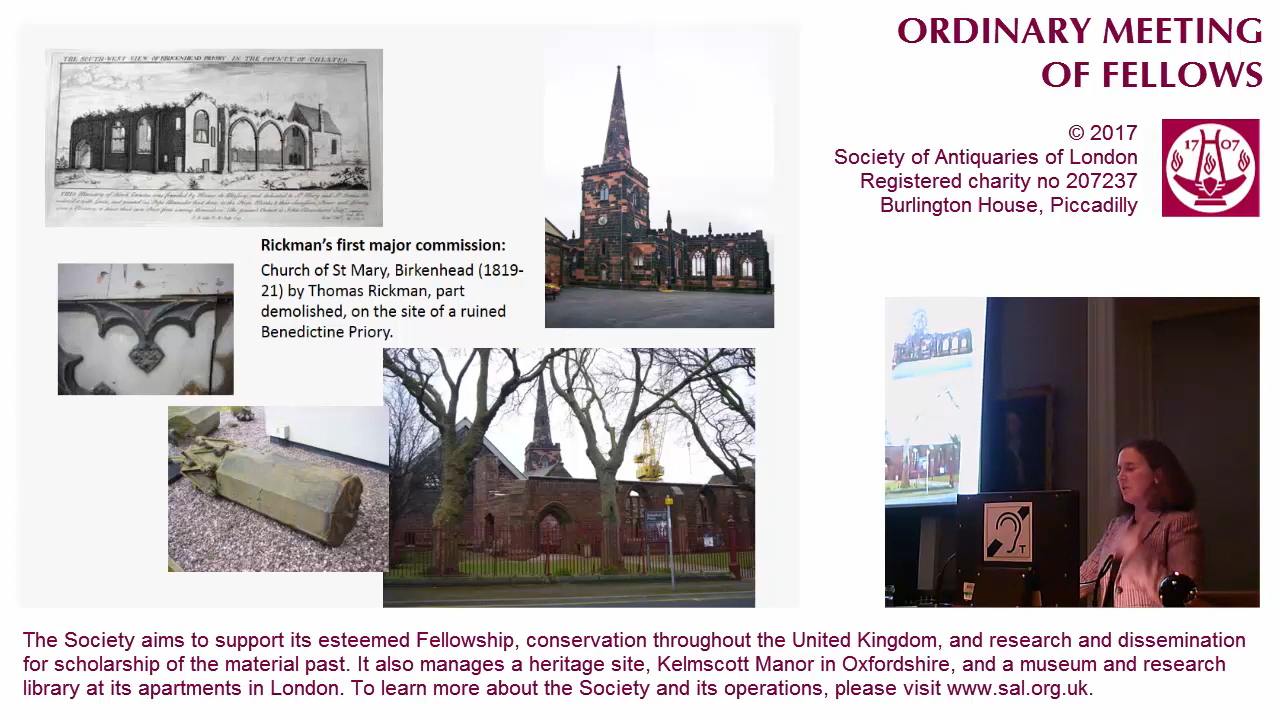 ORDINARY MEETING
OF FELLOWS
© 2017
Society of Antiquaries of London
Registered charity no 207237
Burlington House, Piccadilly
17 07
THE SOUTH-WEST VIEW OF BIRKENHEAD PRIORY IN THE COUNTY OF CHESTER
Rickman's first major commission:
Church of St Mary, Birkenhead (1819-
21) by Thomas Rickman, part
demolished, on the site of a ruined
Benedictine Priory.
T
The Society aims to support its esteemed Fellowship, conservation throughout the United Kingdom, and research and dissemination
for scholarship of the material past. It also manages a heritage site, Kelmscott Manor in Oxfordshire, and a museum and research
library at its apartments in London. To learn more about the Society and its operations, please visit www.sal.org.uk.